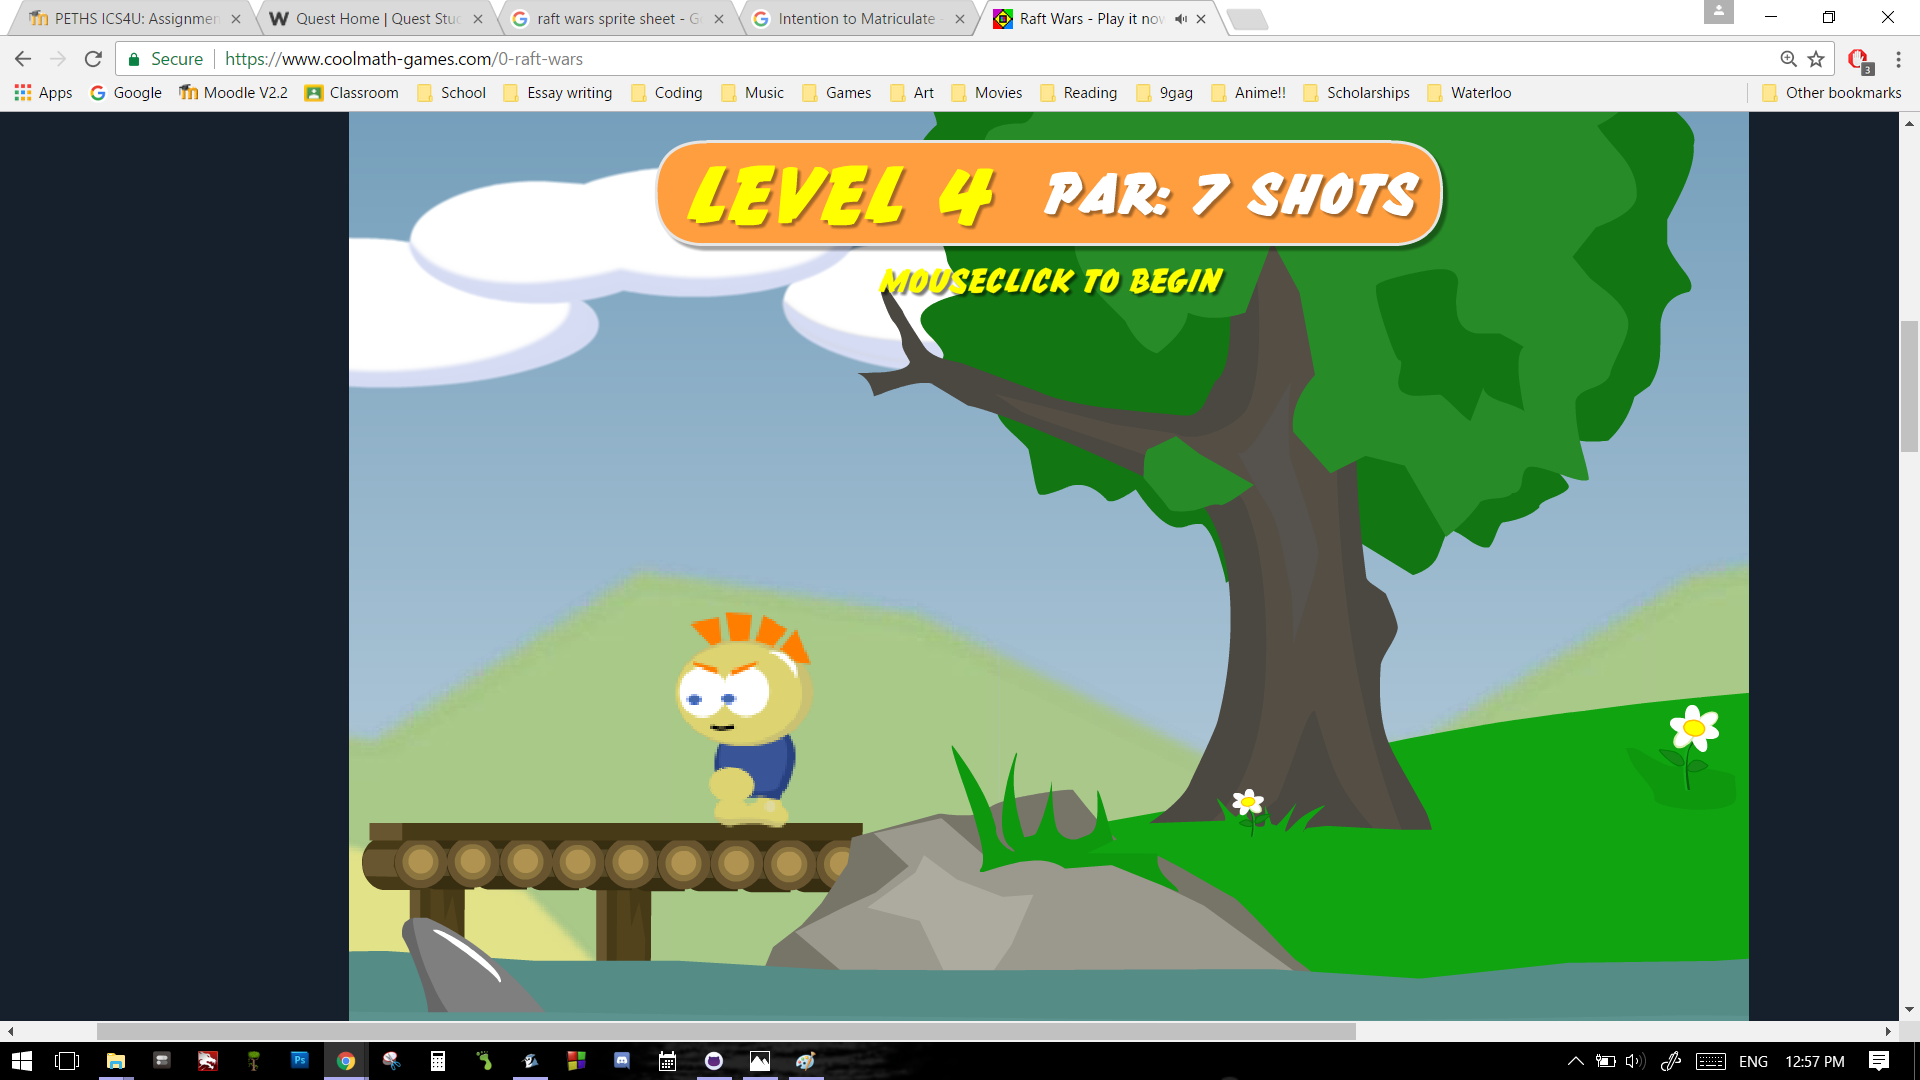 PETHS ICS4U: Assignmen
Quest Home | Quest Stu
raft wars sprite sheet - G
Intention to Matriculate -
Raft Wars - Play it now
Secure
https://www.coolmath-games.com/0-raft-wars
3
Apps
Google
Moodle V2.2
Classroom
School
Essay writing
Coding
Music
Games
Art
Movies
Reading
9gag
Anime!!
Scholarships
Waterloo
Other bookmarks
LEVEL 4 PAR: 7 SHOTS
MOUSECLICK TO BEGIN
Ps
ENG
12:57 PM